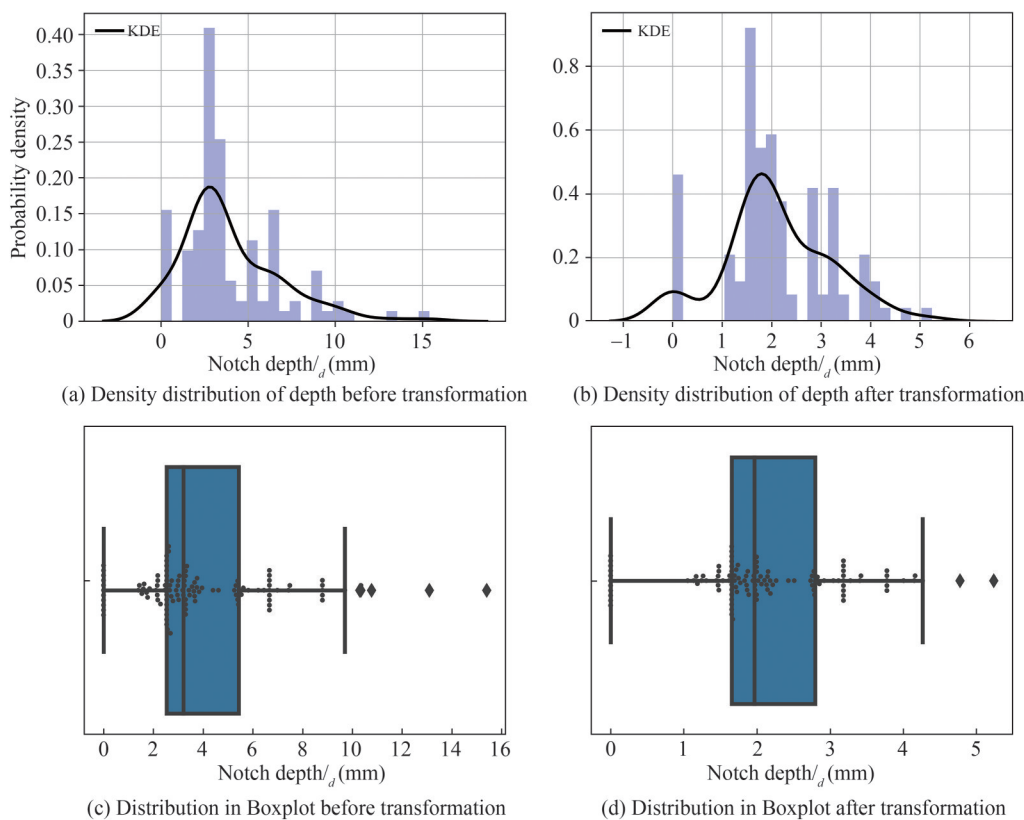 KDE
0.40
0.35
0.30
0.25
0.20
0.15
0.10
0.05
0
Probability density
0 5 10 15
Notch depth/d (mm)
(a) Density distribution of depth before transformation
KDE
0.8
0.6
0.4
0.2
0
−1 0 1 2 3 4 5 6
Notch depth/d (mm)
(b) Density distribution of depth after transformation
0 2 4 6 8 10 12 14 16
Notch depth/d (mm)
(c) Distribution in Boxplot before transformation
0 1 2 3 4 5
Notch depth/d (mm)
(d) Distribution in Boxplot after transformation